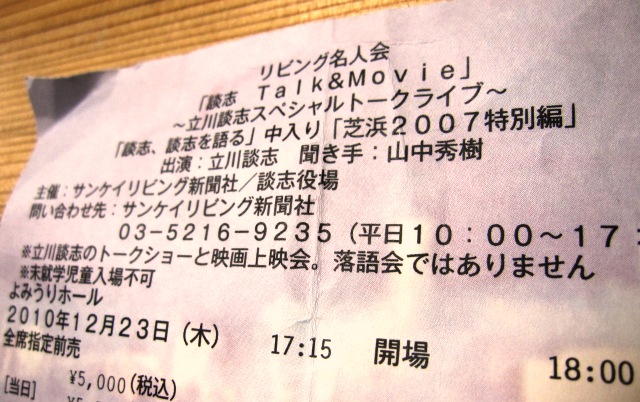 リビング名人会
「談志 Talk&Movie」
～立川談志スペシャルトークライブ～
「談志、談志を語る」中入り「芝浜2007特別編」
出演：立川談志 聞き手：山中秀樹
主催：サンケイリビング新聞社／談志役場
問い合わせ先：サンケイリビング新聞社
03-5216-9235（平日10：00～17：
※立川談志のトークショーと映画上映会。落語会ではありません
※未就学児童入場不可
よみうりホール
2010年12月23日（木） 17:15 開場 18:00
全席指定前売
¥5,000(税込)
[当日]